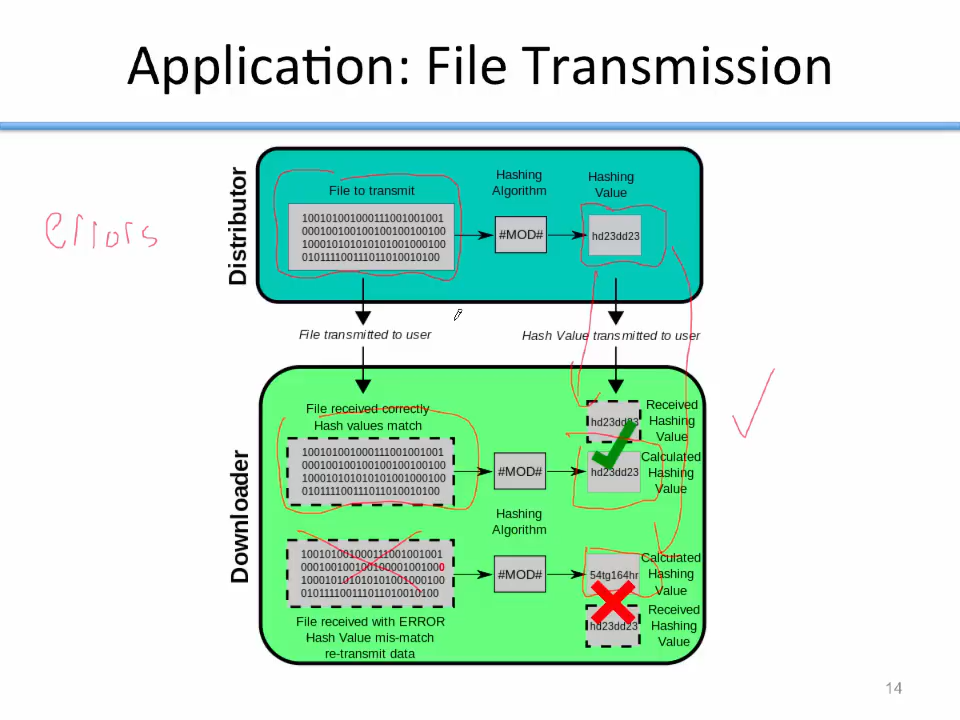 Application: File Transmission
errors
Distributor
File to transmit
1001010010001110010010 01
000100100100100100100100
100010101010101001000100
010111100111011010010100
Hashing
Algorithm
#MOD#
Hashing
Value
hd23dd23
File transmitted to user
Hash Value transmitted to user
Downloader
File received correctly
Hash values match
100101001000111001001001
000100100100100100100100
100010101010101001000100
010111100111011010010100
#MOD#
Received
Hashing
Value
hd23dd23
hd23dd23
Calculated
Hashing
Value
Hashing
Algorithm
100101001000111001001001
000100100100100001001000
100010101010101001000100
010111100111011010010100
#MOD#
54tg164hr
Calculated
Hashing
Value
hd23dd23
Received
Hashing
Value
File received with ERROR
Hash Value mis-match
re-transmit data
14